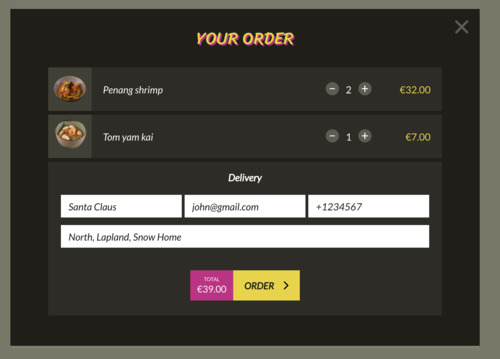 YOUR ORDER
Penang shrimp − 2 + €32.00
Tom yam kai − 1 + €7.00
Delivery
Santa Claus john@gmail.com +1234567
North, Lapland, Snow Home
TOTAL
€39.00 ORDER